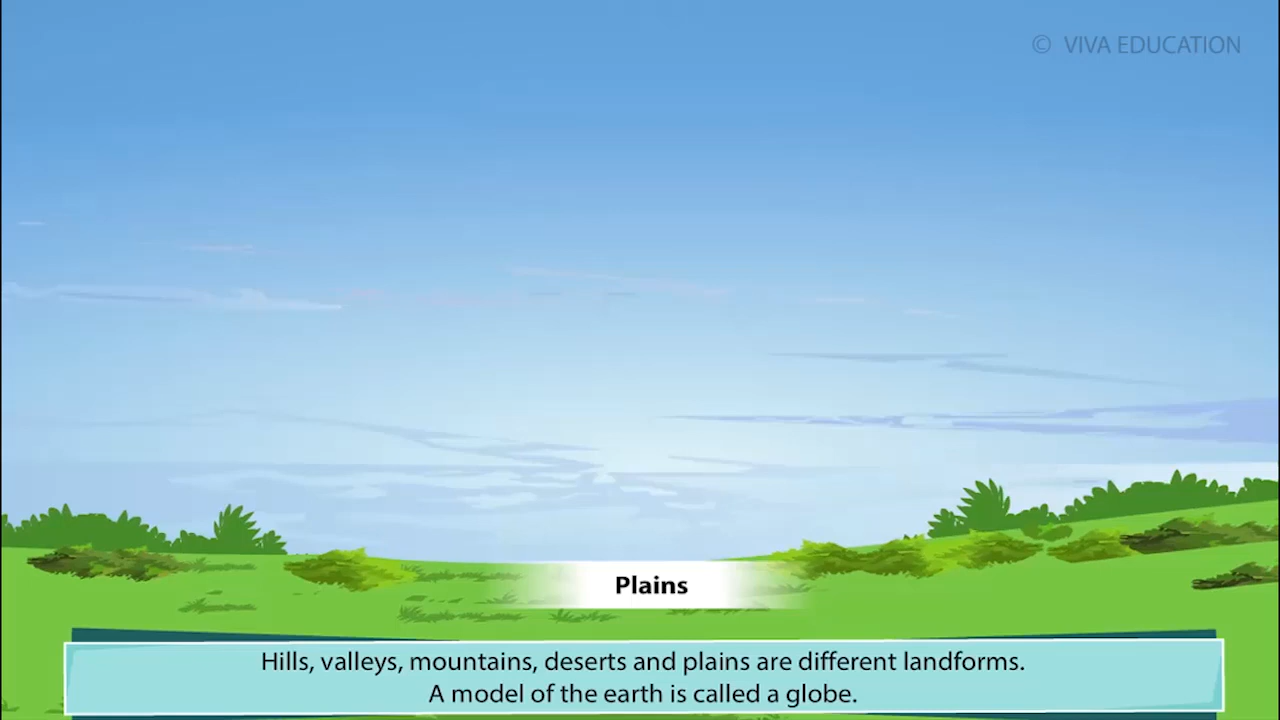 © VIVA EDUCATION
Plains
Hills, valleys, mountains, deserts and plains are different landforms.
A model of the earth is called a globe.